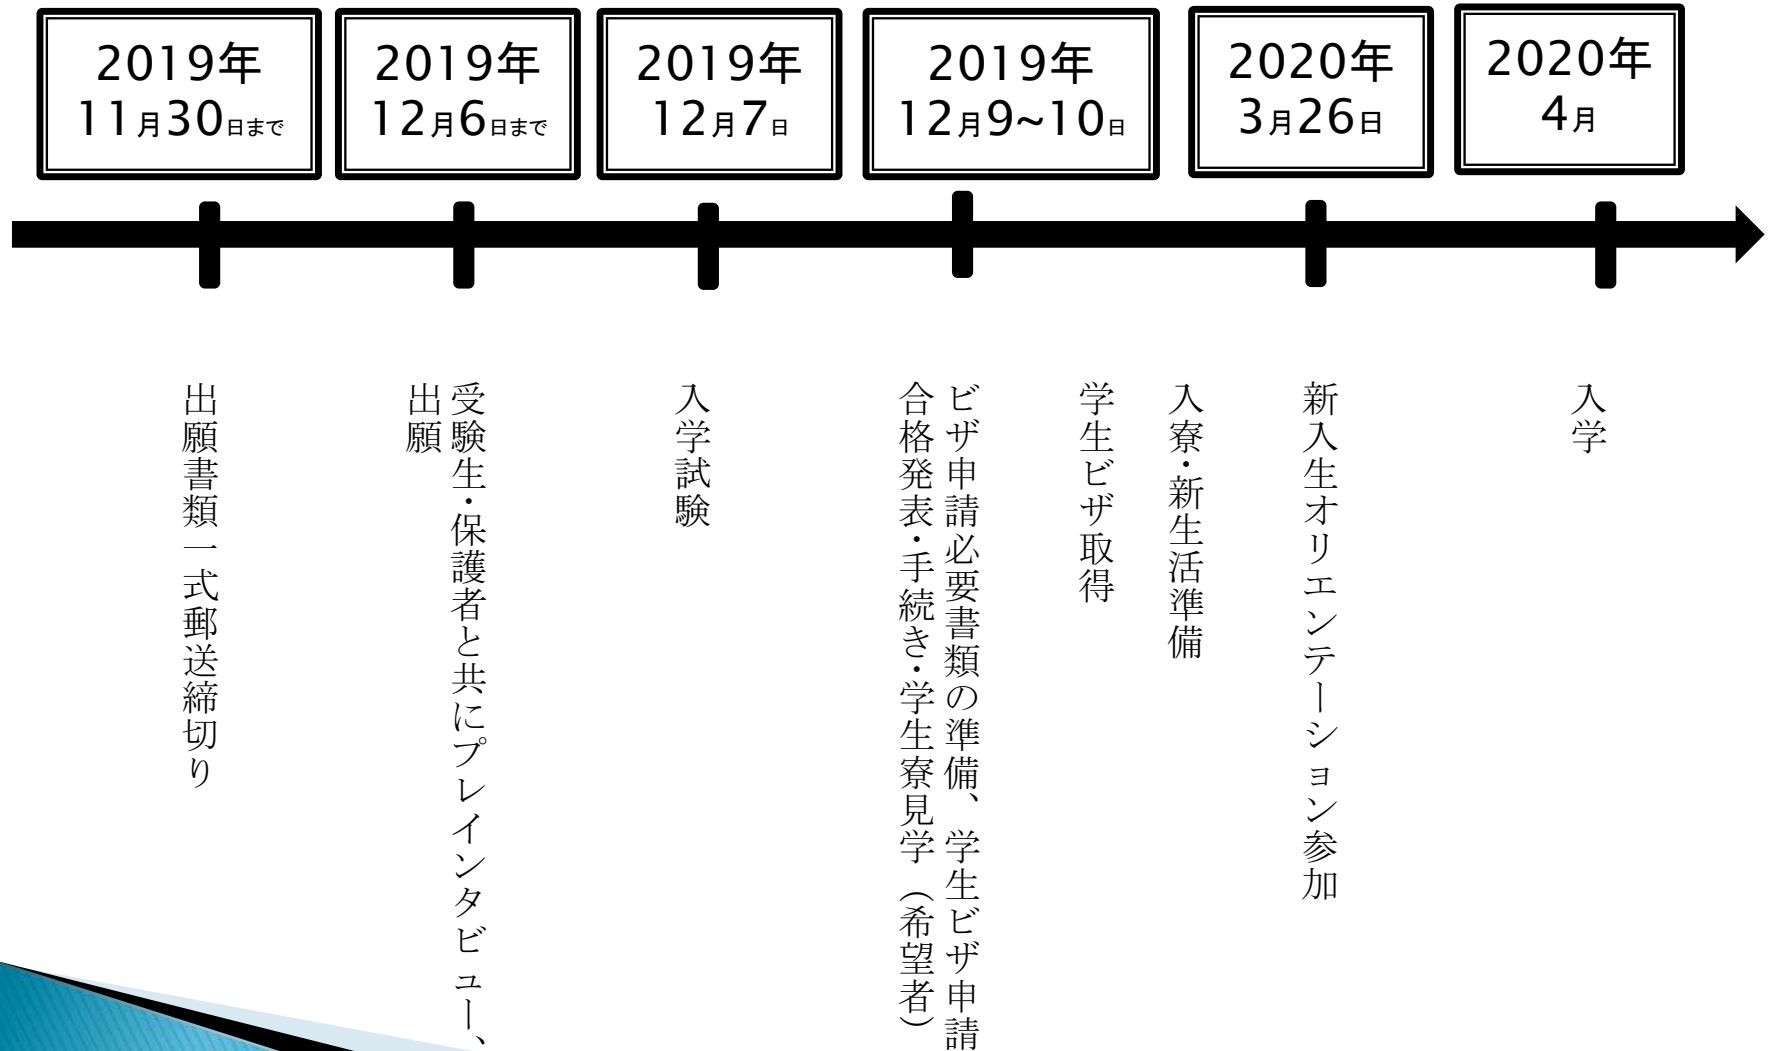 2019年
11月30日まで
2019年
12月6日まで
2019年
12月7日
2019年
12月9~10日
2020年
3月26日
2020年
4月
出願書類一式郵送締切り
受験生・保護者と共にプレインタビュー、
出願
入学試験
ビザ申請必要書類の準備、学生ビザ申請
合格発表・手続き・学生寮見学（希望者）
学生ビザ取得
入寮・新生活準備
新入生オリエンテーション参加
入学